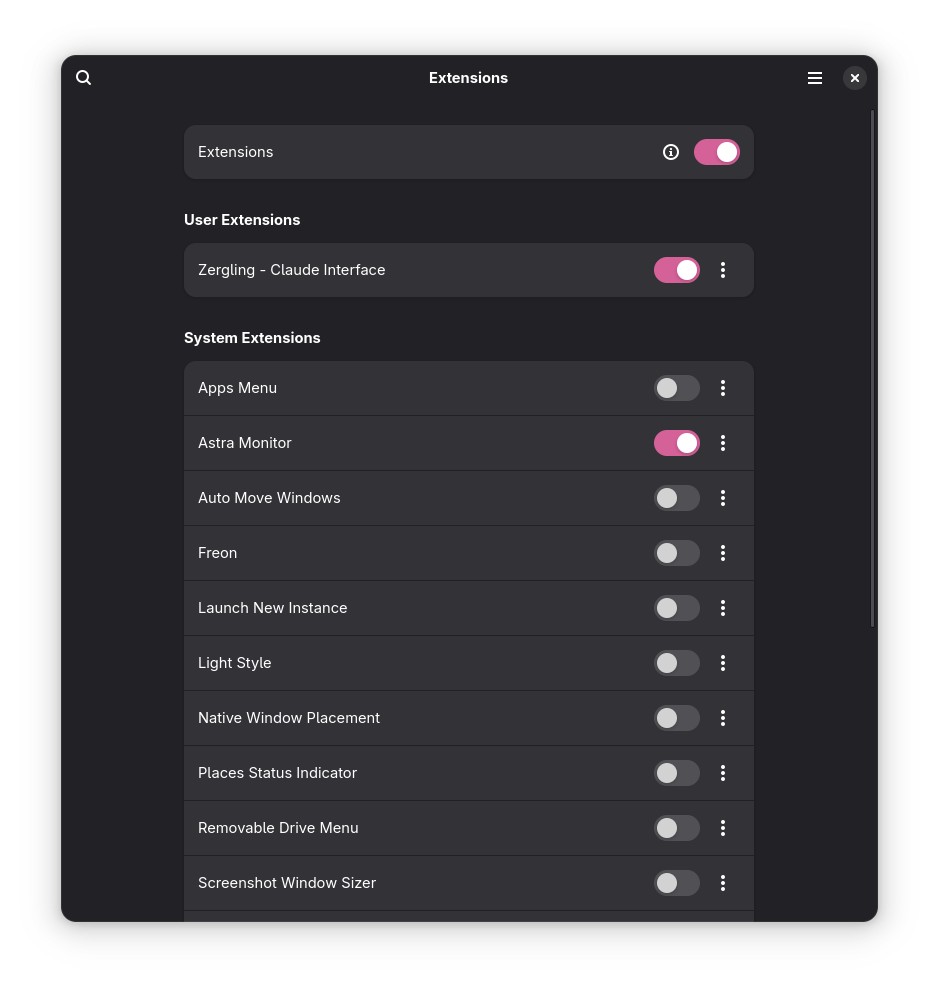 Extensions
Extensions
User Extensions
Zergling - Claude Interface
System Extensions
Apps Menu
Astra Monitor
Auto Move Windows
Freon
Launch New Instance
Light Style
Native Window Placement
Places Status Indicator
Removable Drive Menu
Screenshot Window Sizer